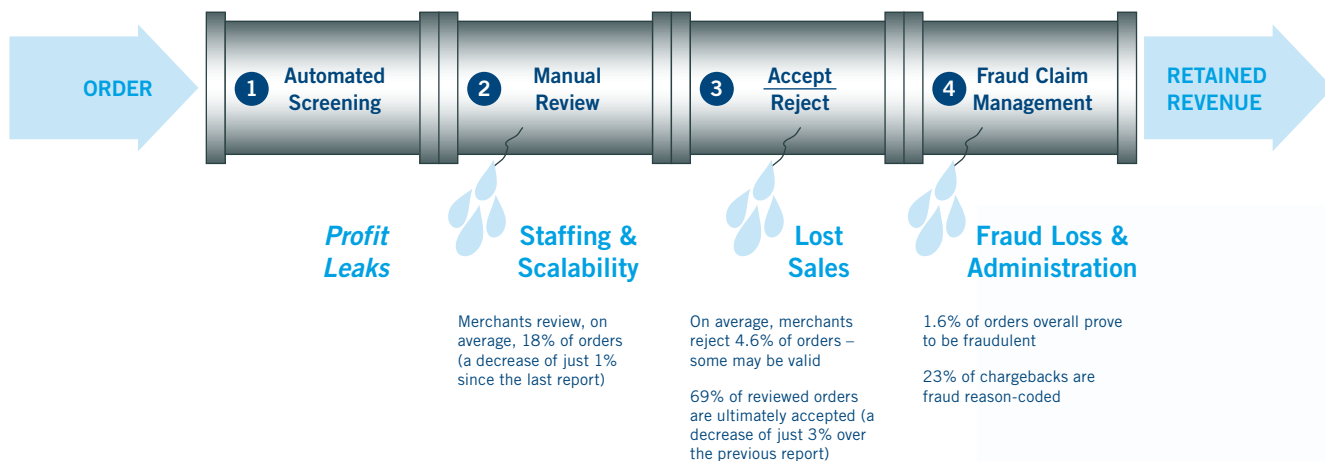 ORDER
1
Automated
Screening
2
Manual
Review
3
Accept
Reject
4
Fraud Claim
Management
RETAINED
REVENUE
Profit
Leaks
Staffing &
Scalability
Merchants review, on
average, 18% of orders
(a decrease of just 1%
since the last report)
Lost
Sales
On average, merchants
reject 4.6% of orders –
some may be valid
69% of reviewed orders
are ultimately accepted (a
decrease of just 3% over
the previous report)
Fraud Loss &
Administration
1.6% of orders overall prove
to be fraudulent
23% of chargebacks are
fraud reason-coded